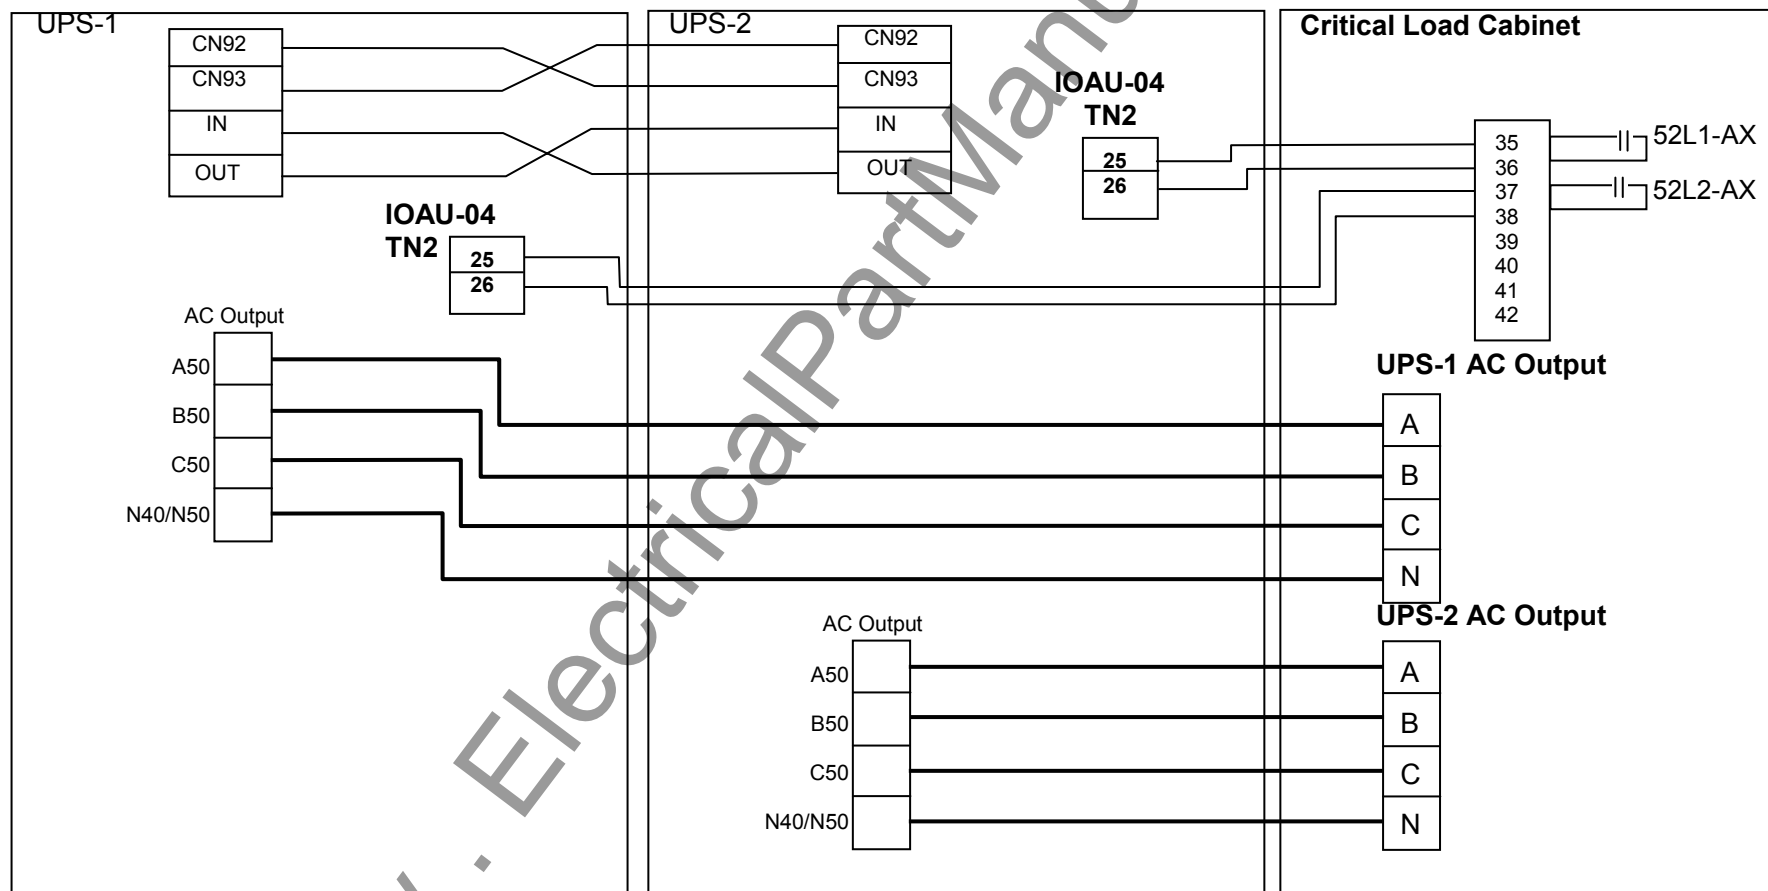 UPS-1
UPS-2
Critical Load Cabinet
CN92
CN93
IN
OUT
CN92
CN93
IN
OUT
IOAU-04
TN2
25
26
35
36
37
38
39
40
41
42
52L1-AX
52L2-AX
IOAU-04
TN2
25
26
AC Output
A50
B50
C50
N40/N50
UPS-1 AC Output
A
B
C
N
AC Output
A50
B50
C50
N40/N50
UPS-2 AC Output
A
B
C
N
. ElectricalPartManu